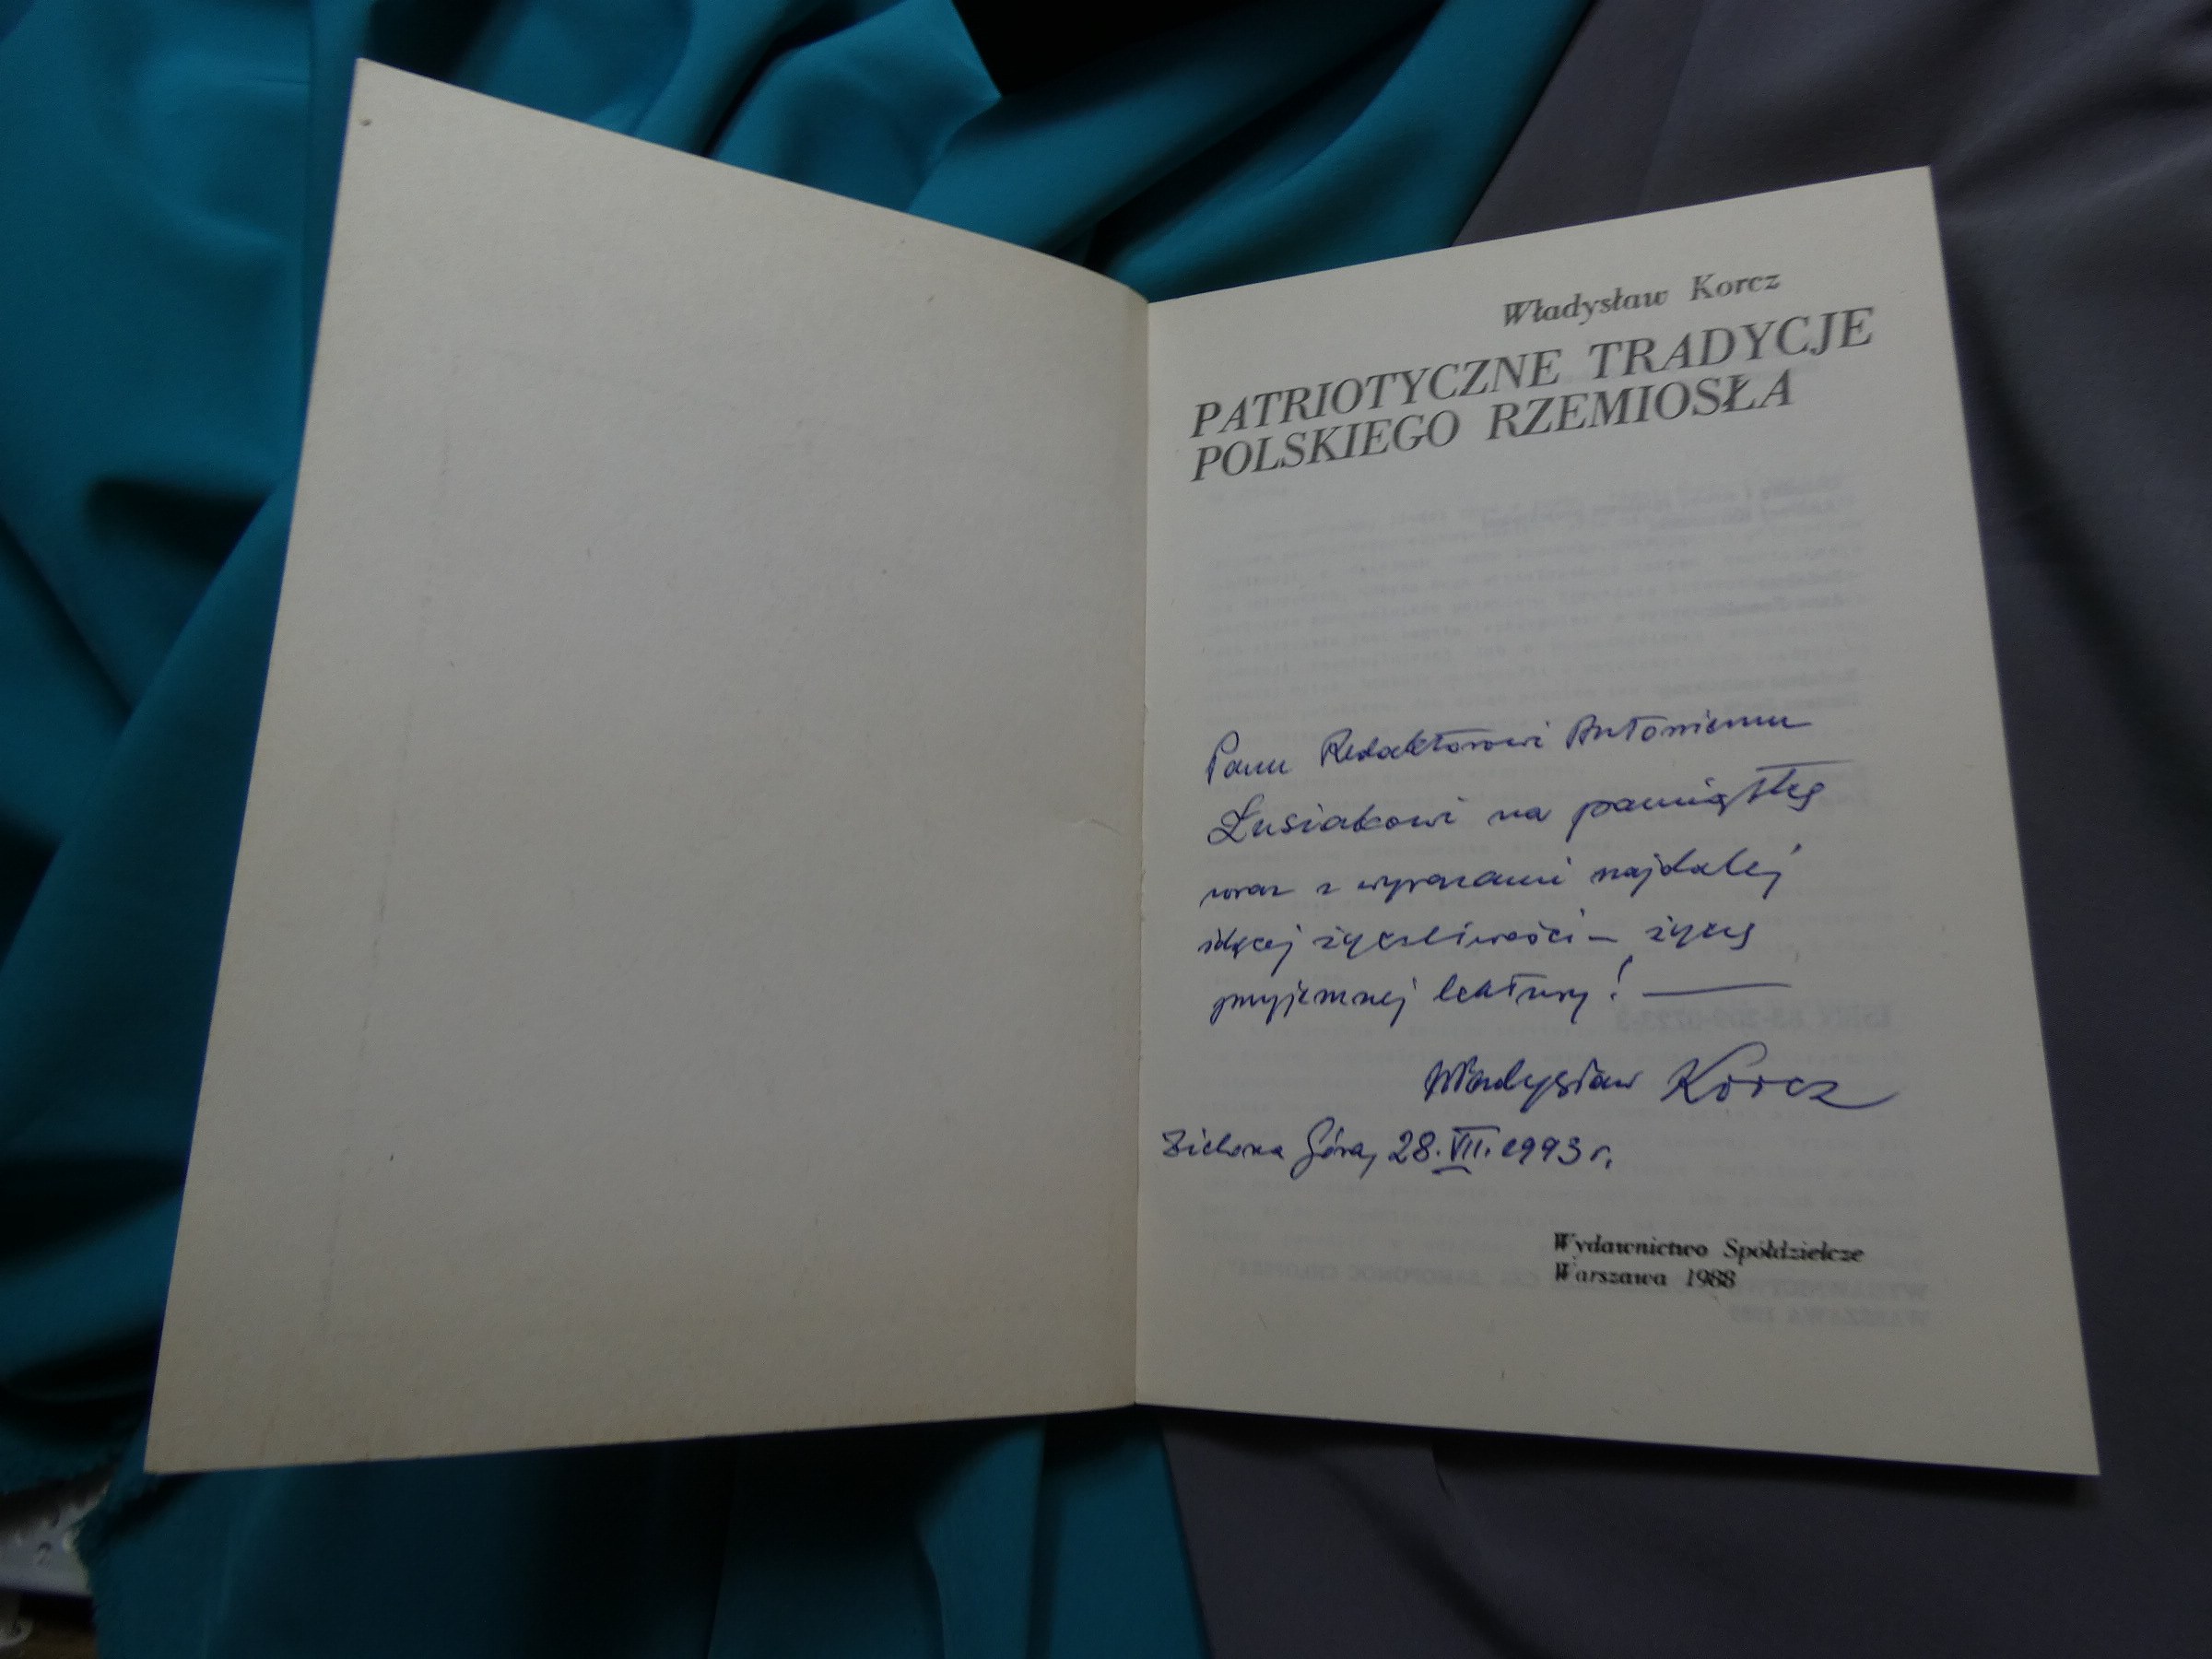 Władysław Korcz
PATRIOTYCZNE TRADYCJE
POLSKIEGO RZEMIOSŁA
Panu Redaktorowi Antoniemu
Łusiakowi na pamiątkę
wraz z wyrazami najdalej
idącej życzliwości – życzę
przyjemnej lektury!
Władysław Korcz
Zielona Góra, 28.VII.1993 r.
Wydawnictwo Spółdzielcze
Warszawa 1988